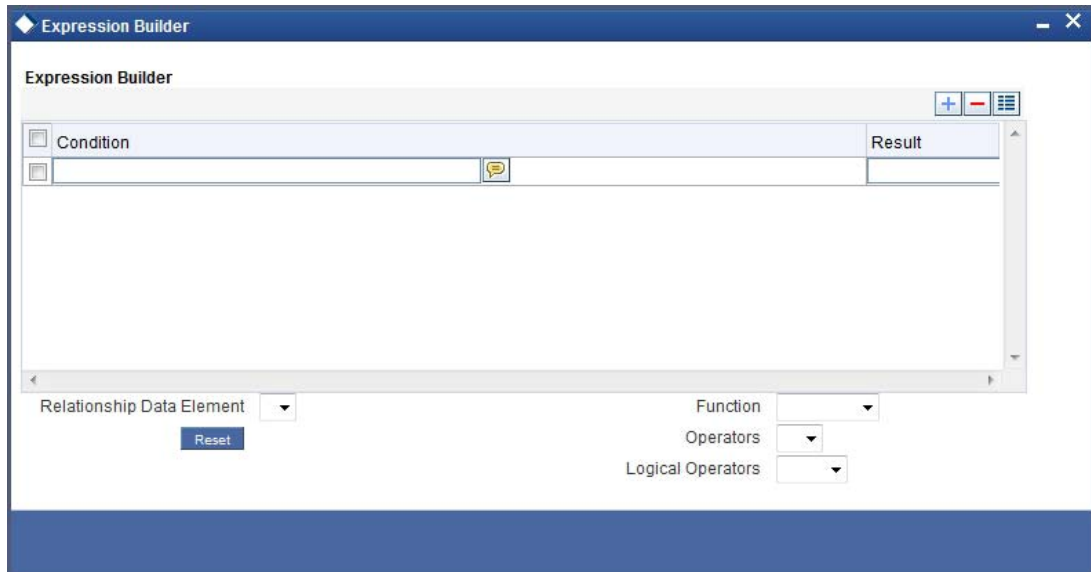 Expression Builder
Expression Builder
Condition Result
Relationship Data Element Function
Reset Operators
Logical Operators